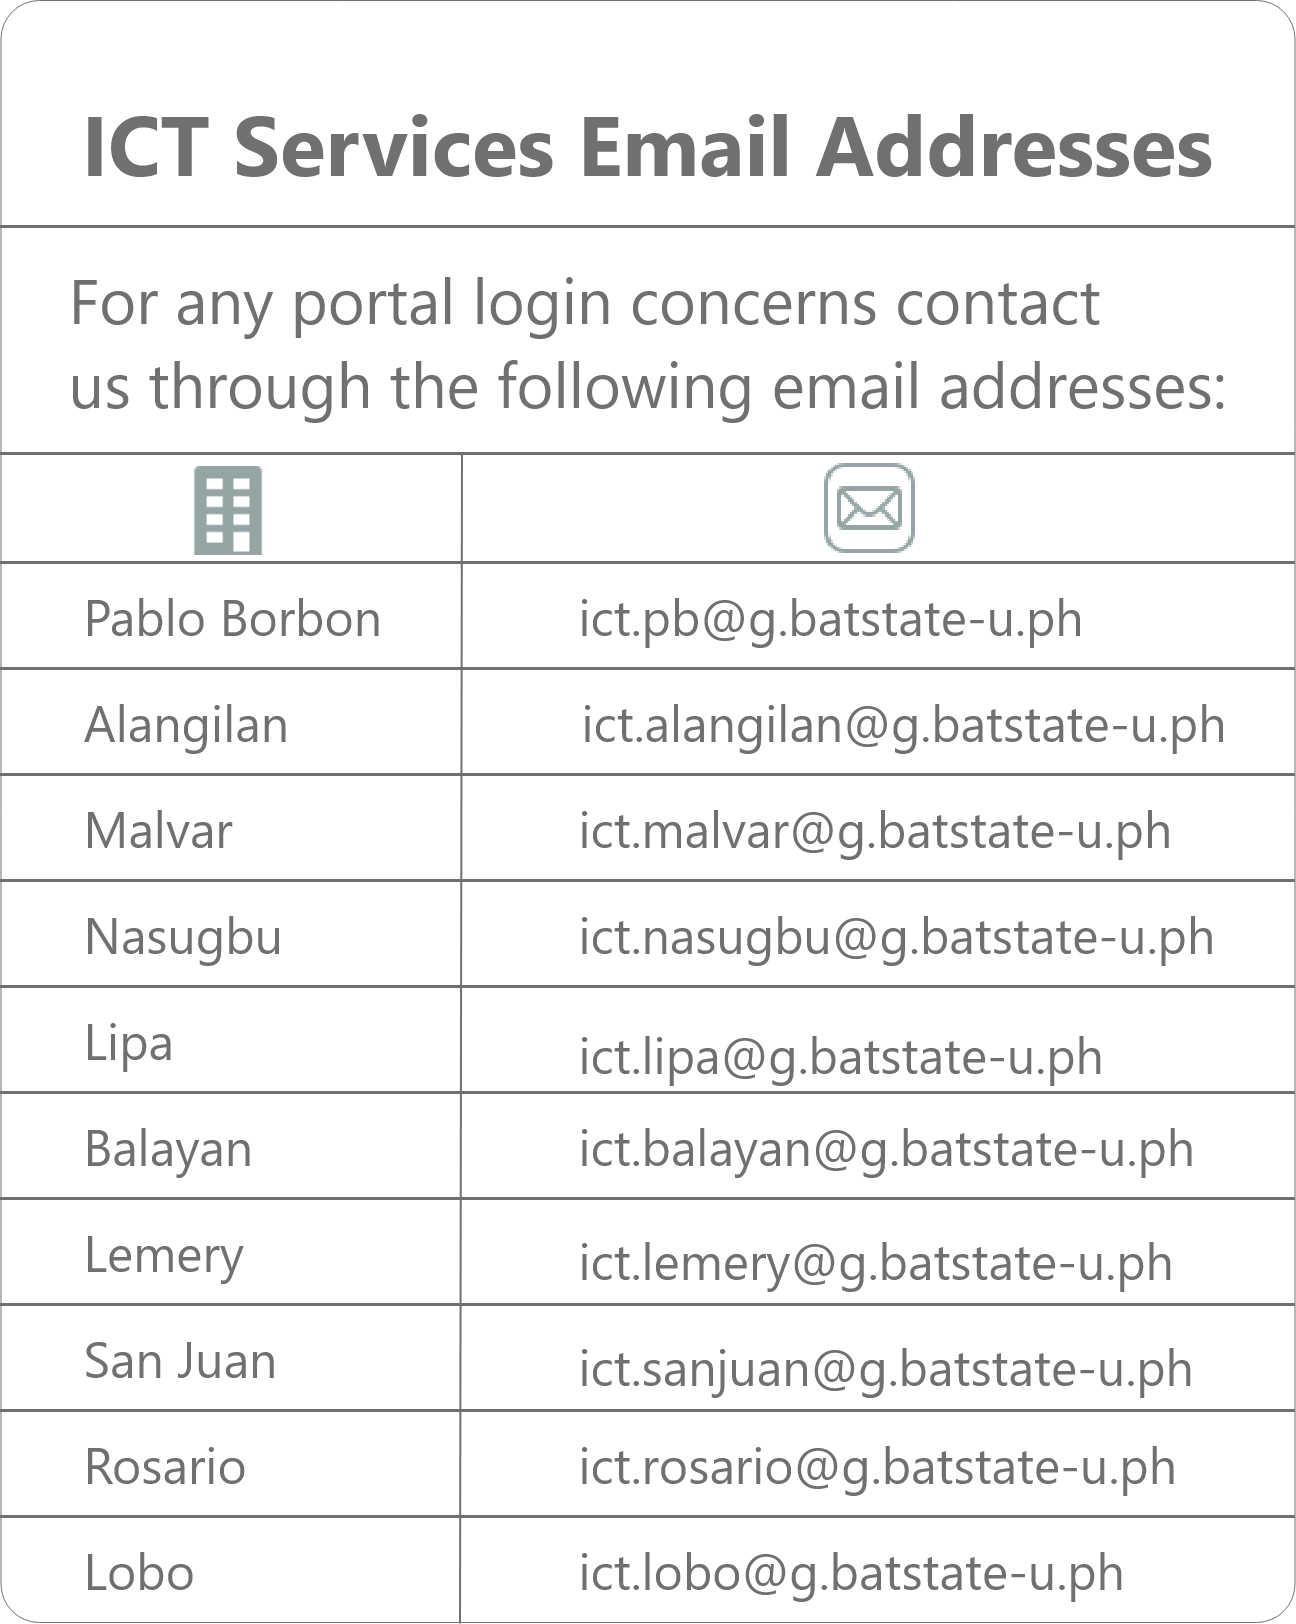 ICT Services Email Addresses
For any portal login concerns contact
us through the following email addresses:
Pablo Borbon ict.pb@g.batstate-u.ph
Alangilan ict.alangilan@g.batstate-u.ph
Malvar ict.malvar@g.batstate-u.ph
Nasugbu ict.nasugbu@g.batstate-u.ph
Lipa ict.lipa@g.batstate-u.ph
Balayan ict.balayan@g.batstate-u.ph
Lemery ict.lemery@g.batstate-u.ph
San Juan ict.sanjuan@g.batstate-u.ph
Rosario ict.rosario@g.batstate-u.ph
Lobo ict.lobo@g.batstate-u.ph